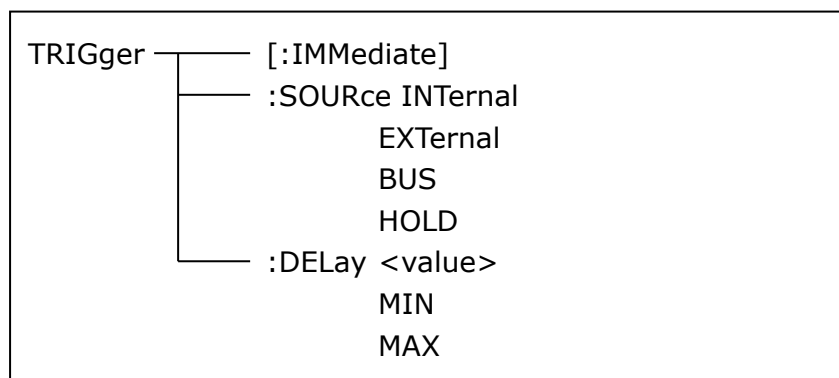 TRIGger [:IMMediate]
:SOURce INTernal
EXTernal
BUS
HOLD
:DELay <value>
MIN
MAX